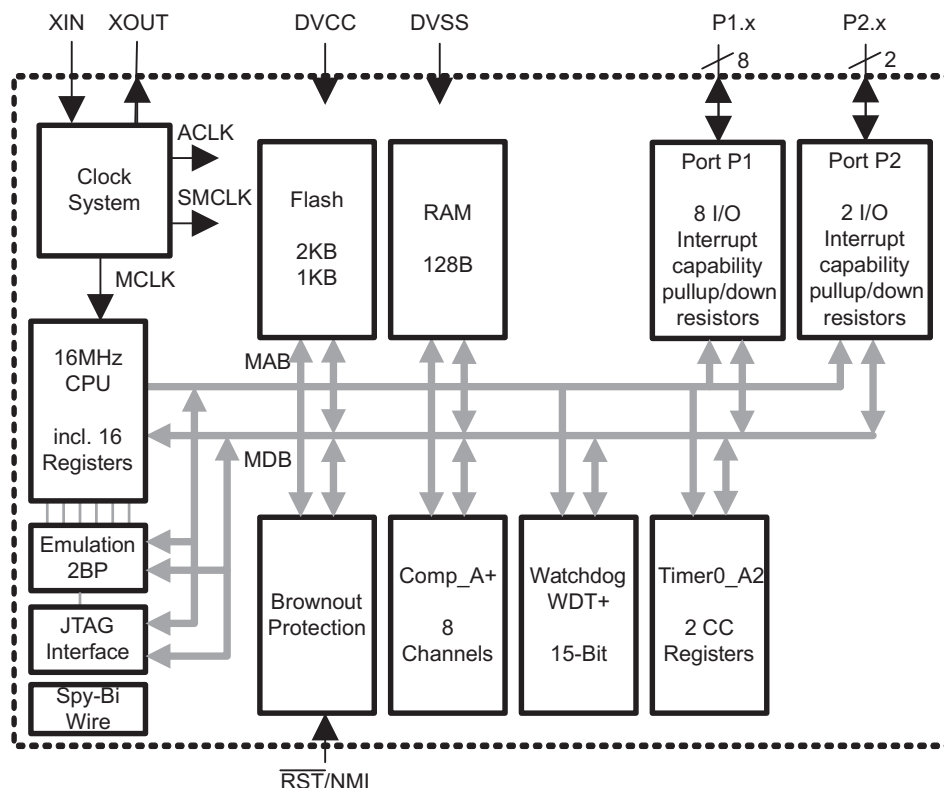 XIN
XOUT
DVCC
DVSS
P1.x
P2.x
8
2
Clock
System
ACLK
SMCLK
MCLK
Flash
2KB
1KB
RAM
128B
Port P1
8 I/O
Interrupt
capability
pullup/down
resistors
Port P2
2 I/O
Interrupt
capability
pullup/down
resistors
16MHz
CPU
incl. 16
Registers
MAB
MDB
Emulation
2BP
JTAG
Interface
Spy-Bi
Wire
Brownout
Protection
Comp_A+
8
Channels
Watchdog
WDT+
15-Bit
Timer0_A2
2 CC
Registers
RST/NMI